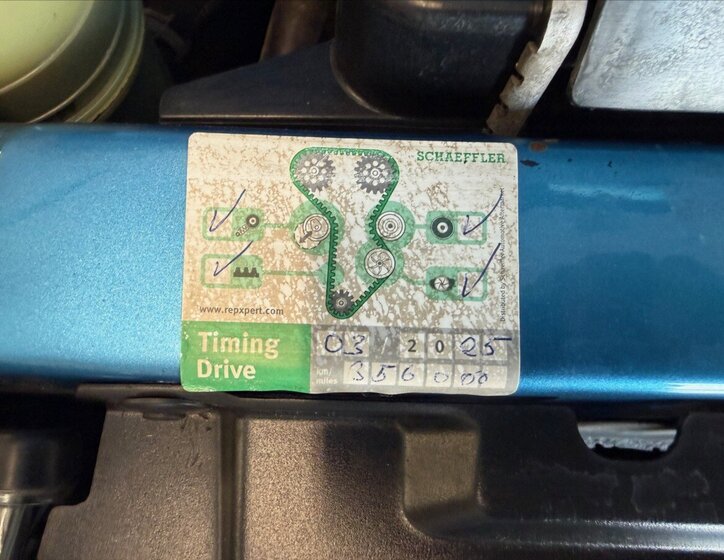 SCHAEFFLER
www.repxpert.com
Timing
Drive
03 2025
km/
miles
356000